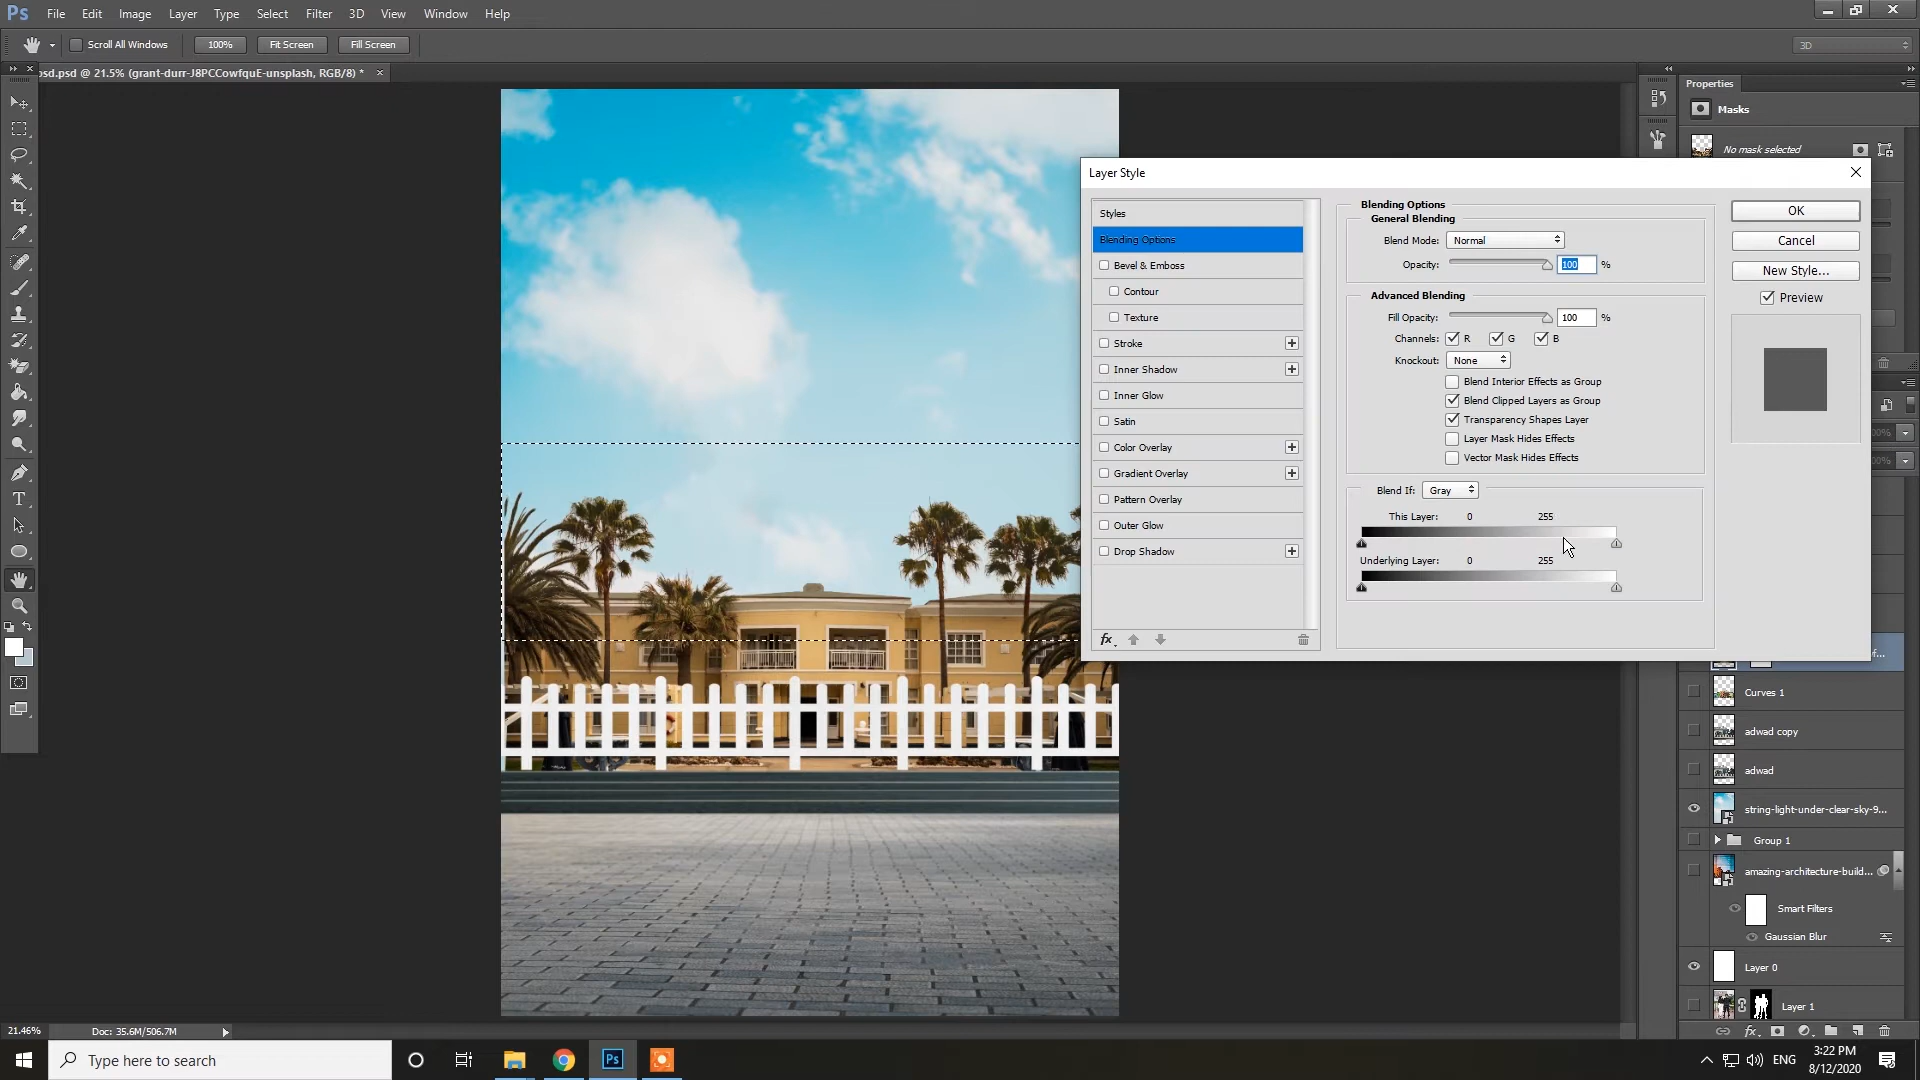 Ps File Edit Image Layer Type Select Filter 3D View Window Help
Scroll All Windows 100% Fit Screen Fill Screen 3D
osd.psd @ 21.5% (grant-durr-J8PCCowfquE-unsplash, RGB/8) * ×
Properties
Masks
No mask selected
Layer Style
Styles
Blending Options
Bevel & Emboss
Contour
Texture
Stroke
Inner Shadow
Inner Glow
Satin
Color Overlay
Gradient Overlay
Pattern Overlay
Outer Glow
Drop Shadow
fx
Blending Options
General Blending
Blend Mode: Normal
Opacity: 100 %
Advanced Blending
Fill Opacity: 100 %
Channels: R G B
Knockout: None
Blend Interior Effects as Group
Blend Clipped Layers as Group
Transparency Shapes Layer
Layer Mask Hides Effects
Vector Mask Hides Effects
Blend If: Gray
This Layer: 0 255
Underlying Layer: 0 255
OK
Cancel
New Style...
Preview
Curves 1
adwad copy
adwad
string-light-under-clear-sky-9...
Group 1
amazing-architecture-build...
Smart Filters
Gaussian Blur
Layer 0
Layer 1
fx
21.46% Doc: 35.6M/506.7M
Type here to search
Ps
ENG
3:22 PM
8/12/2020